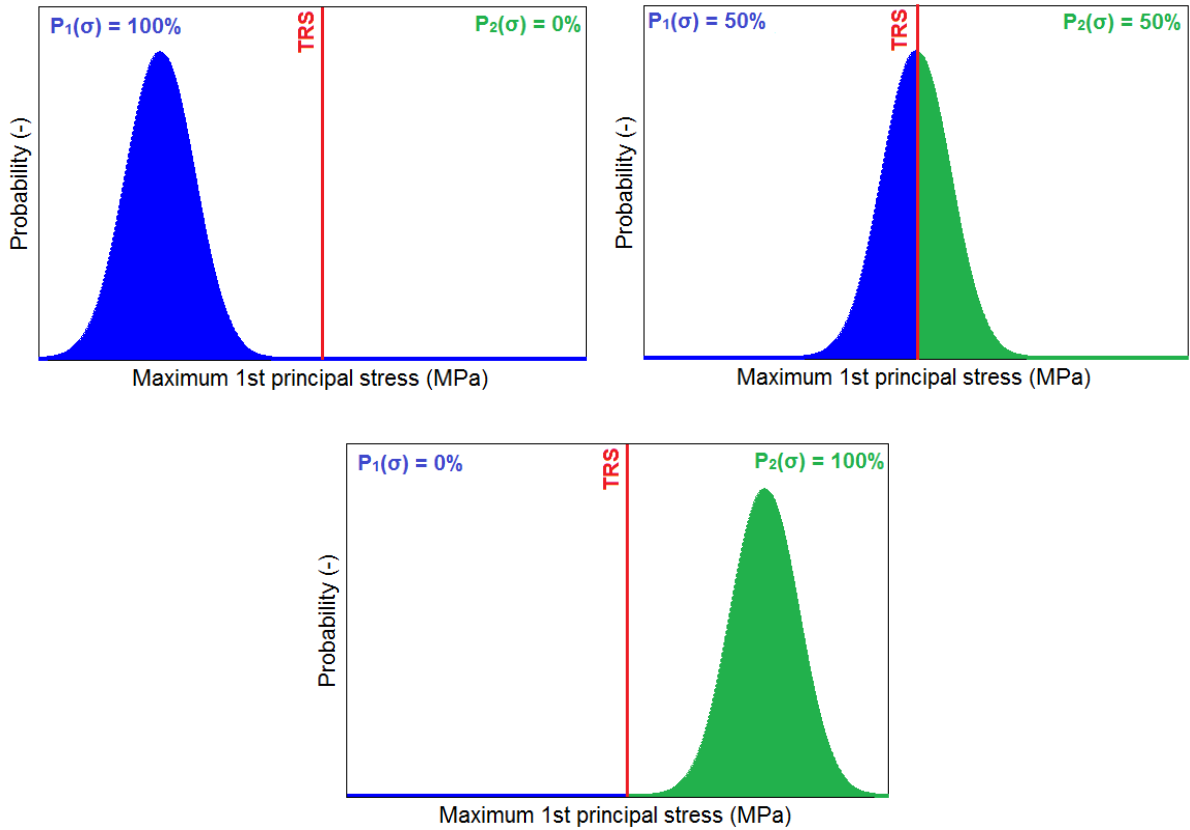 P₁(σ) = 100%
TRS
P₂(σ) = 0%
Probability (-)
Maximum 1st principal stress (MPa)
P₁(σ) = 50%
TRS
P₂(σ) = 50%
Probability (-)
Maximum 1st principal stress (MPa)
P₁(σ) = 0%
TRS
P₂(σ) = 100%
Probability (-)
Maximum 1st principal stress (MPa)